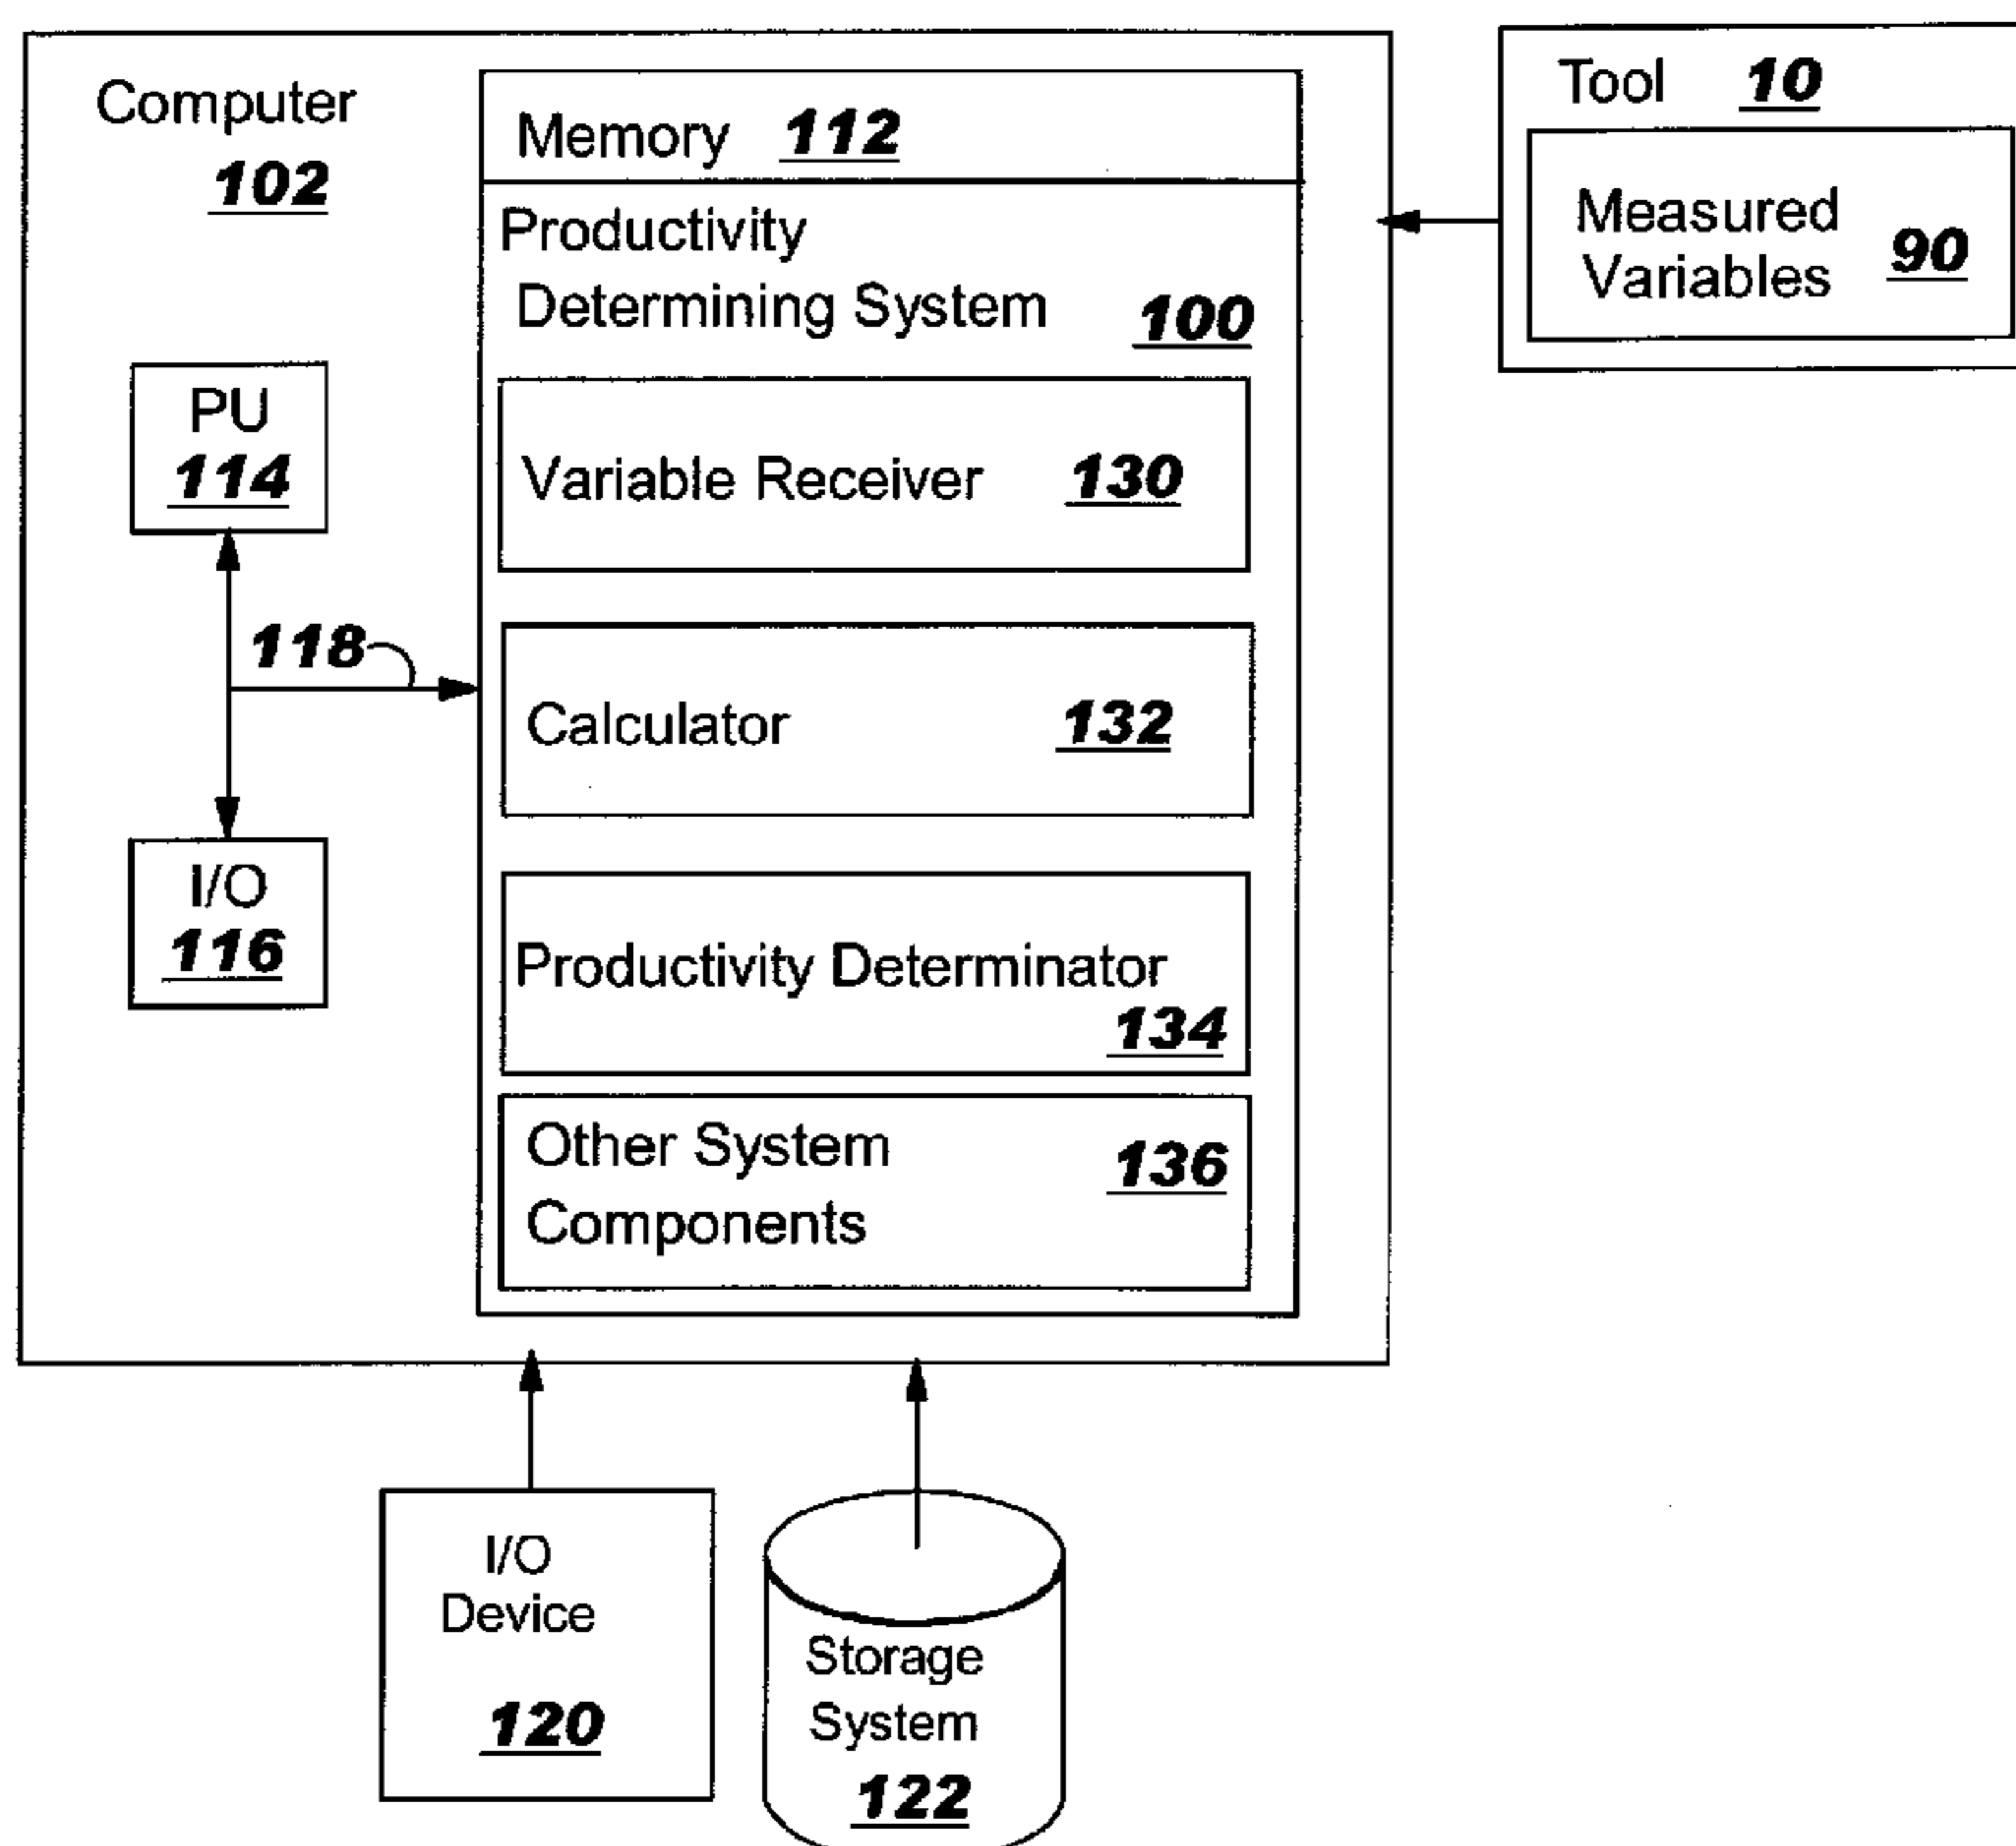 Computer
102
Memory 112
Productivity
Determining System 100
Variable Receiver 130
Calculator 132
Productivity Determinator
134
Other System 136
Components
PU
114
118
I/O
116
Tool 10
Measured
Variables 90
I/O
Device
120
Storage
System
122